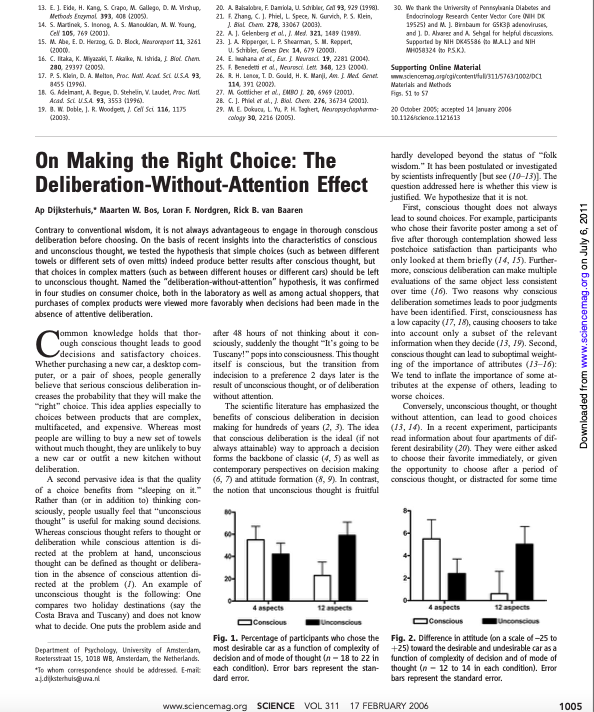 13. E. J. Eide, H. Kang, S. Crapo, M. Gallego, D. M. Virshup,
Methods Enzymol. 393, 408 (2005).
14. S. Martinek, S. Inonog, A. S. Manoukian, M. W. Young,
Cell 105, 769 (2001).
15. M. Abe, E. D. Herzog, G. D. Block, Neuroreport 11, 3261
(2000).
16. C. Iitaka, K. Miyazaki, T. Akaike, N. Ishida, J. Biol. Chem.
280, 29397 (2005).
17. P. S. Klein, D. A. Melton, Proc. Natl. Acad. Sci. U.S.A. 93,
8455 (1996).
18. G. Adelmant, A. Begue, D. Stehelin, V. Laudet, Proc. Natl.
Acad. Sci. U.S.A. 93, 3553 (1996).
19. B. W. Doble, J. R. Woodgett, J. Cell Sci. 116, 1175
(2003).
20. A. Balsalobre, F. Damiola, U. Schibler, Cell 93, 929 (1998).
21. F. Zhang, C. J. Phiel, L. Spece, N. Gurvich, P. S. Klein,
J. Biol. Chem. 278, 33067 (2003).
22. A. J. Gelenberg et al., J. Med. 321, 1489 (1989).
23. J. A. Ripperger, L. P. Shearman, S. M. Reppert,
U. Schibler, Genes Dev. 14, 679 (2000).
24. E. Iwahana et al., Eur. J. Neurosci. 19, 2281 (2004).
25. F. Benedetti et al., Neurosci. Lett. 368, 123 (2004).
26. R. H. Lenox, T. D. Gould, H. K. Manji, Am. J. Med. Genet.
114, 391 (2002).
27. M. Gottlicher et al., EMBO J. 20, 6969 (2001).
28. C. J. Phiel et al., J. Biol. Chem. 276, 36734 (2001).
29. M. E. Dokucu, L. Yu, P. H. Taghert, Neuropsychopharma-
cology 30, 2216 (2005).
30. We thank the University of Pennsylvania Diabetes and
Endocrinology Research Center Vector Core (NIH DK
19525) and M. J. Birnbaum for GSK3β adenoviruses,
and J. D. Alvarez and A. Sehgal for helpful discussions.
Supported by NIH DK45586 (to M.A.L.) and NIH
MH058324 (to P.S.K.).
Supporting Online Material
www.sciencemag.org/cgi/content/full/311/5763/1002/DC1
Materials and Methods
Figs. S1 to S7
20 October 2005; accepted 14 January 2006
10.1126/science.1121613
On Making the Right Choice: The
Deliberation-Without-Attention Effect
Ap Dijksterhuis,* Maarten W. Bos, Loran F. Nordgren, Rick B. van Baaren
Contrary to conventional wisdom, it is not always advantageous to engage in thorough conscious
deliberation before choosing. On the basis of recent insights into the characteristics of conscious
and unconscious thought, we tested the hypothesis that simple choices (such as between different
towels or different sets of oven mitts) indeed produce better results after conscious thought, but
that choices in complex matters (such as between different houses or different cars) should be left
to unconscious thought. Named the "deliberation-without-attention" hypothesis, it was confirmed
in four studies on consumer choice, both in the laboratory as well as among actual shoppers, that
purchases of complex products were viewed more favorably when decisions had been made in the
absence of attentive deliberation.
Common knowledge holds that thor-
ough conscious thought leads to good
decisions and satisfactory choices.
Whether purchasing a new car, a desktop com-
puter, or a pair of shoes, people generally
believe that serious conscious deliberation in-
creases the probability that they will make the
"right" choice. This idea applies especially to
choices between products that are complex,
multifaceted, and expensive. Whereas most
people are willing to buy a new set of towels
without much thought, they are unlikely to buy
a new car or outfit a new kitchen without
deliberation.
A second pervasive idea is that the quality
of a choice benefits from "sleeping on it."
Rather than (or in addition to) thinking con-
sciously, people usually feel that "unconscious
thought" is useful for making sound decisions.
Whereas conscious thought refers to thought or
deliberation while conscious attention is di-
rected at the problem at hand, unconscious
thought can be defined as thought or delibera-
tion in the absence of conscious attention di-
rected at the problem (1). An example of
unconscious thought is the following: One
compares two holiday destinations (say the
Costa Brava and Tuscany) and does not know
what to decide. One puts the problem aside and
Department of Psychology, University of Amsterdam,
Roetersstraat 15, 1018 WB, Amsterdam, the Netherlands.
*To whom correspondence should be addressed. E-mail:
a.j.dijksterhuis@uva.nl
after 48 hours of not thinking about it con-
sciously, suddenly the thought "It's going to be
Tuscany!" pops into consciousness. This thought
itself is conscious, but the transition from
indecision to a preference 2 days later is the
result of unconscious thought, or of deliberation
without attention.
The scientific literature has emphasized the
benefits of conscious deliberation in decision
making for hundreds of years (2, 3). The idea
that conscious deliberation is the ideal (if not
always attainable) way to approach a decision
forms the backbone of classic (4, 5) as well as
contemporary perspectives on decision making
(6, 7) and attitude formation (8, 9). In contrast,
the notion that unconscious thought is fruitful
hardly developed beyond the status of "folk
wisdom." It has been postulated or investigated
by scientists infrequently [but see (10–13)]. The
question addressed here is whether this view is
justified. We hypothesize that it is not.
First, conscious thought does not always
lead to sound choices. For example, participants
who chose their favorite poster among a set of
five after thorough contemplation showed less
postchoice satisfaction than participants who
only looked at them briefly (14, 15). Further-
more, conscious deliberation can make multiple
evaluations of the same object less consistent
over time (16). Two reasons why conscious
deliberation sometimes leads to poor judgments
have been identified. First, consciousness has
a low capacity (17, 18), causing choosers to take
into account only a subset of the relevant
information when they decide (13, 19). Second,
conscious thought can lead to suboptimal weight-
ing of the importance of attributes (13–16):
We tend to inflate the importance of some at-
tributes at the expense of others, leading to
worse choices.
Conversely, unconscious thought, or thought
without attention, can lead to good choices
(13, 14). In a recent experiment, participants
read information about four apartments of dif-
ferent desirability (20). They were either asked
to choose their favorite immediately, or given
the opportunity to choose after a period of
conscious thought, or distracted for some time
80
60
40
20
0
4 aspects 12 aspects
Conscious Unconscious
Fig. 1. Percentage of participants who chose the
most desirable car as a function of complexity of
decision and of mode of thought (n = 18 to 22 in
each condition). Error bars represent the stan-
dard error.
8
6
4
2
0
4 aspects 12 aspects
Conscious Unconscious
Fig. 2. Difference in attitude (on a scale of –25 to
+25) toward the desirable and undesirable car as a
function of complexity of decision and of mode of
thought (n = 12 to 14 in each condition). Error
bars represent the standard error.
www.sciencemag.org SCIENCE VOL 311 17 FEBRUARY 2006 1005
Downloaded from www.sciencemag.org on July 6, 2011